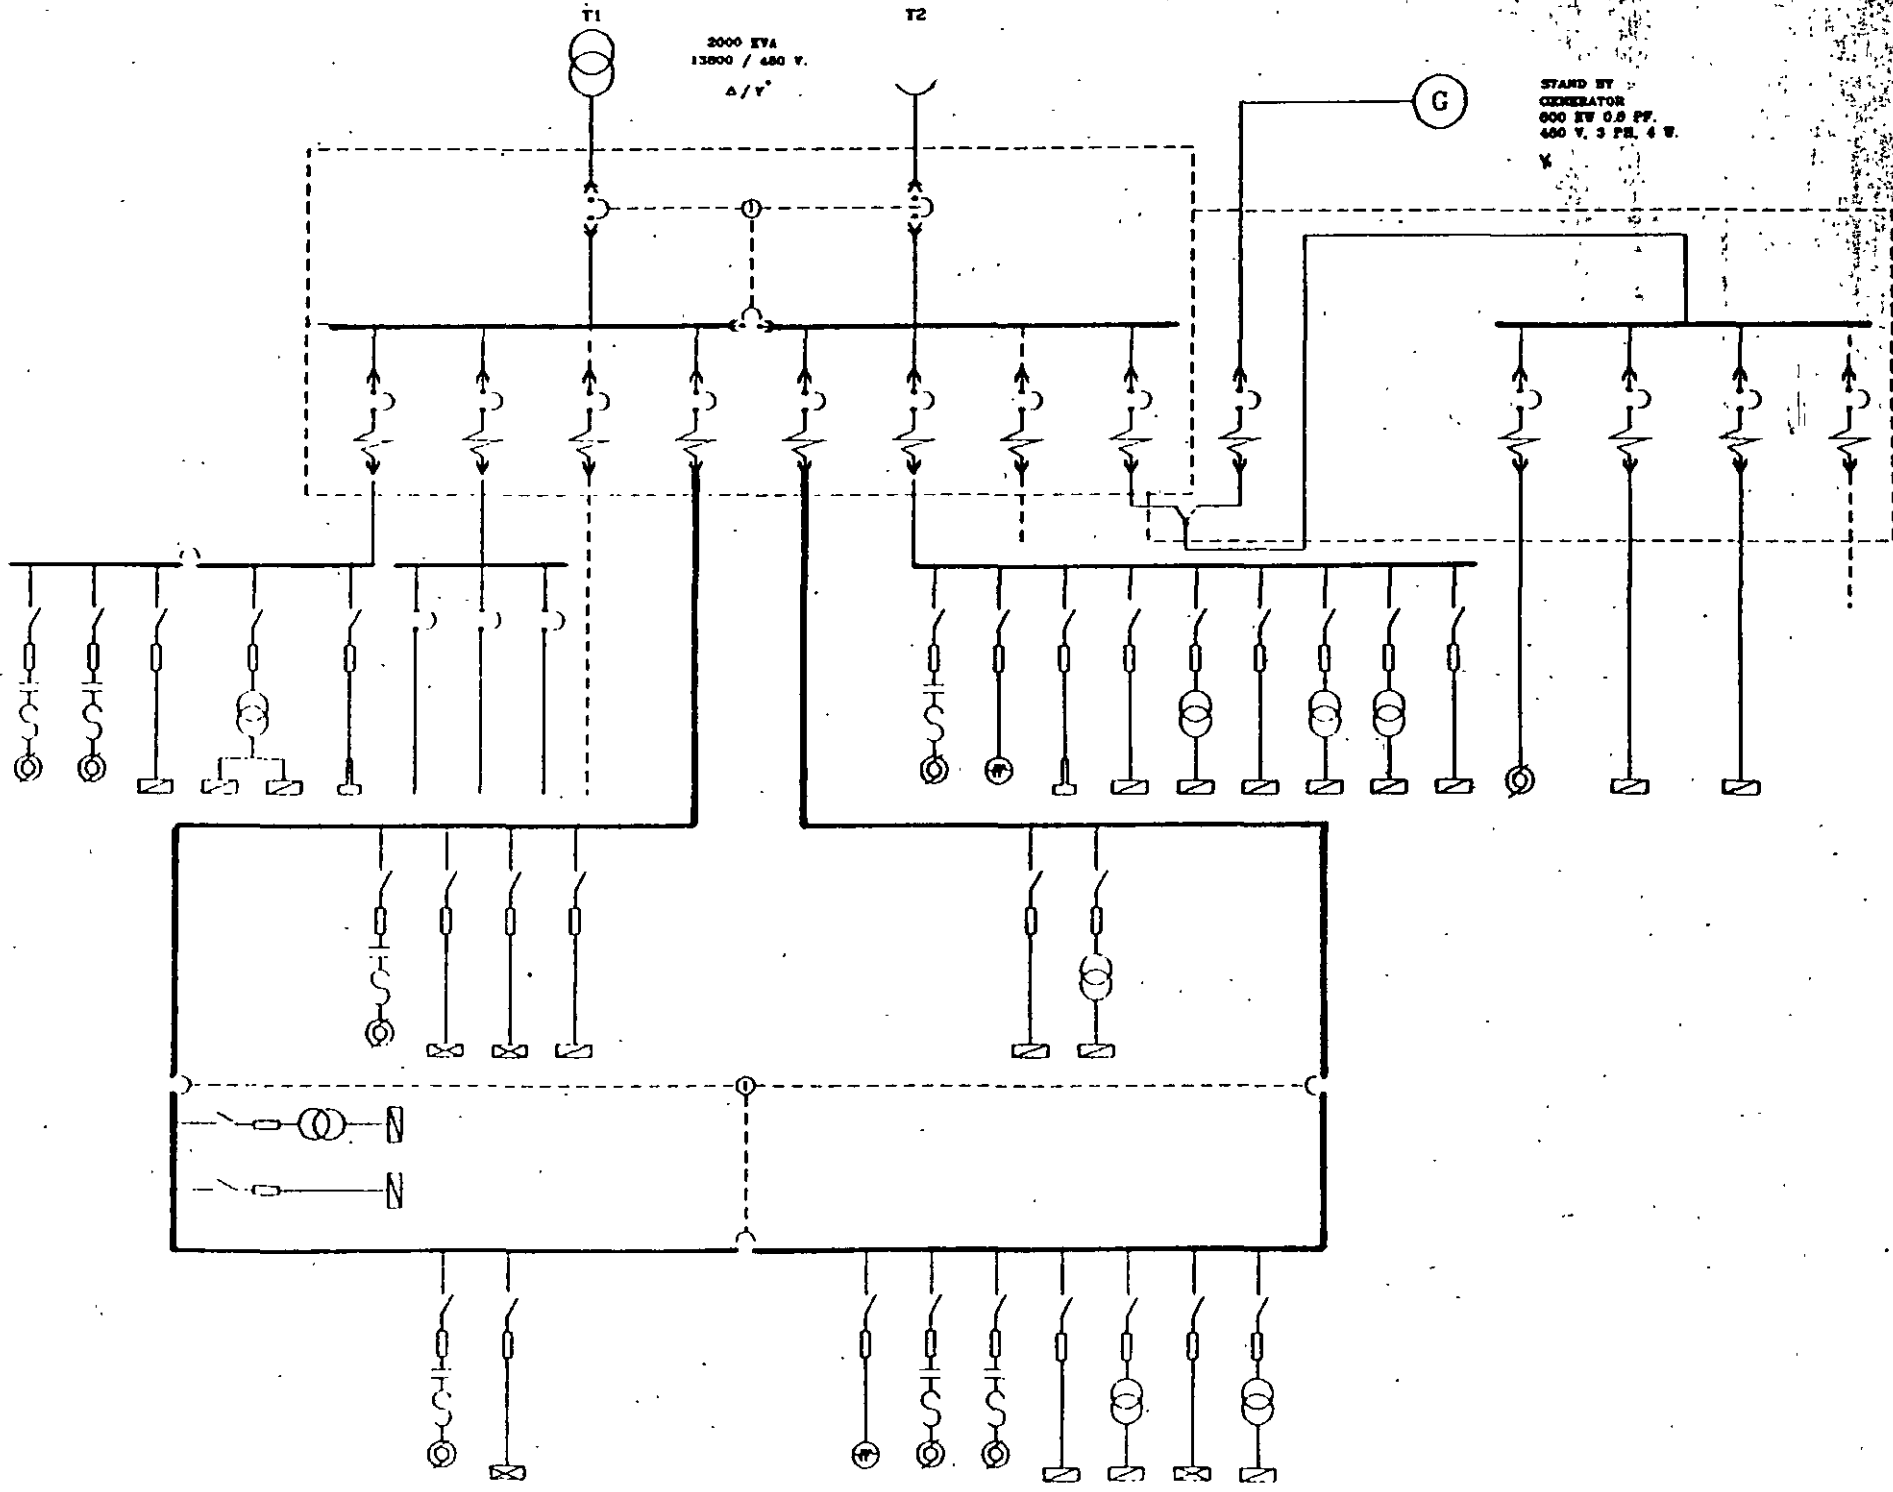 T1
T2
2000 KVA
13800 / 480 V.
Δ / Y
G
STAND BY
GENERATOR
600 KW 0.8 PF.
480 V, 3 PH, 4 W.